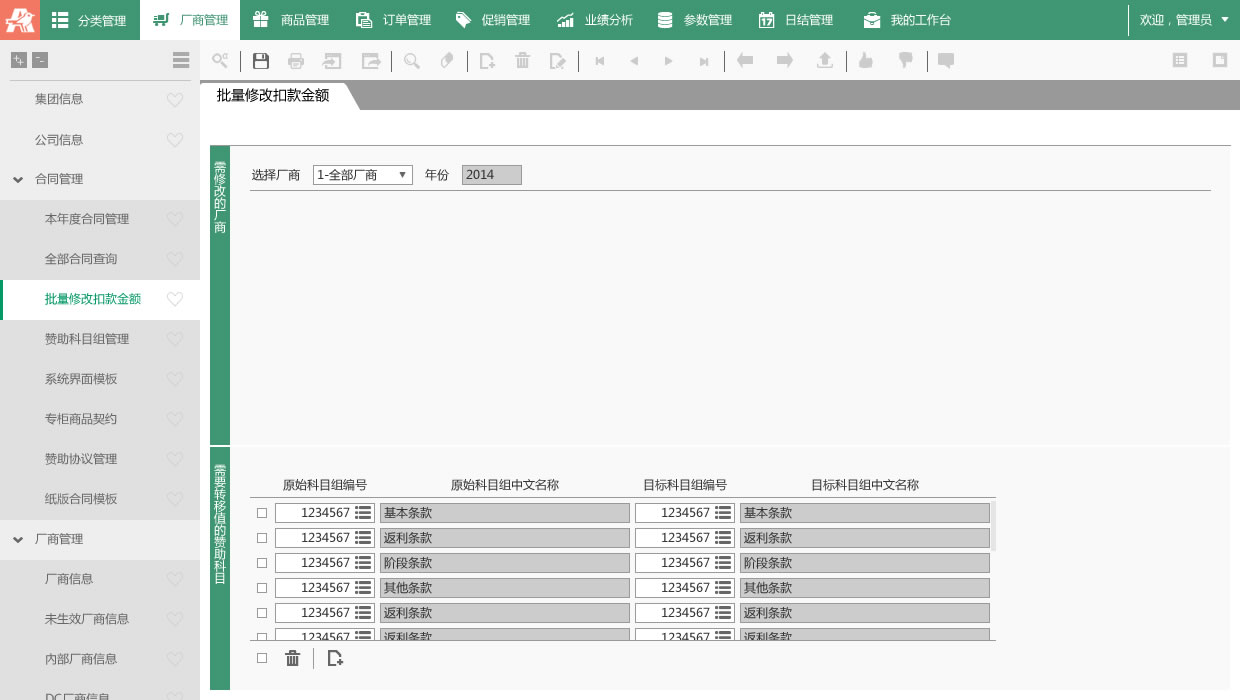 分类管理 厂商管理 商品管理 订单管理 促销管理 业绩分析 参数管理 17 日结管理 我的工作台 欢迎，管理员
集团信息
公司信息
合同管理
本年度合同管理
全部合同查询
批量修改扣款金额
赞助科目组管理
系统界面模板
专柜商品契约
赞助协议管理
纸版合同模板
厂商管理
厂商信息
未生效厂商信息
内部厂商信息
DC厂商信息
批量修改扣款金额
需修改的厂商
选择厂商 1-全部厂商 年份 2014
需要转移值的赞助科目
原始科目组编号 原始科目组中文名称 目标科目组编号 目标科目组中文名称
1234567 基本条款 1234567 基本条款
1234567 返利条款 1234567 返利条款
1234567 阶段条款 1234567 阶段条款
1234567 其他条款 1234567 其他条款
1234567 返利条款 1234567 返利条款
1234567 返利条款 1234567 返利条款